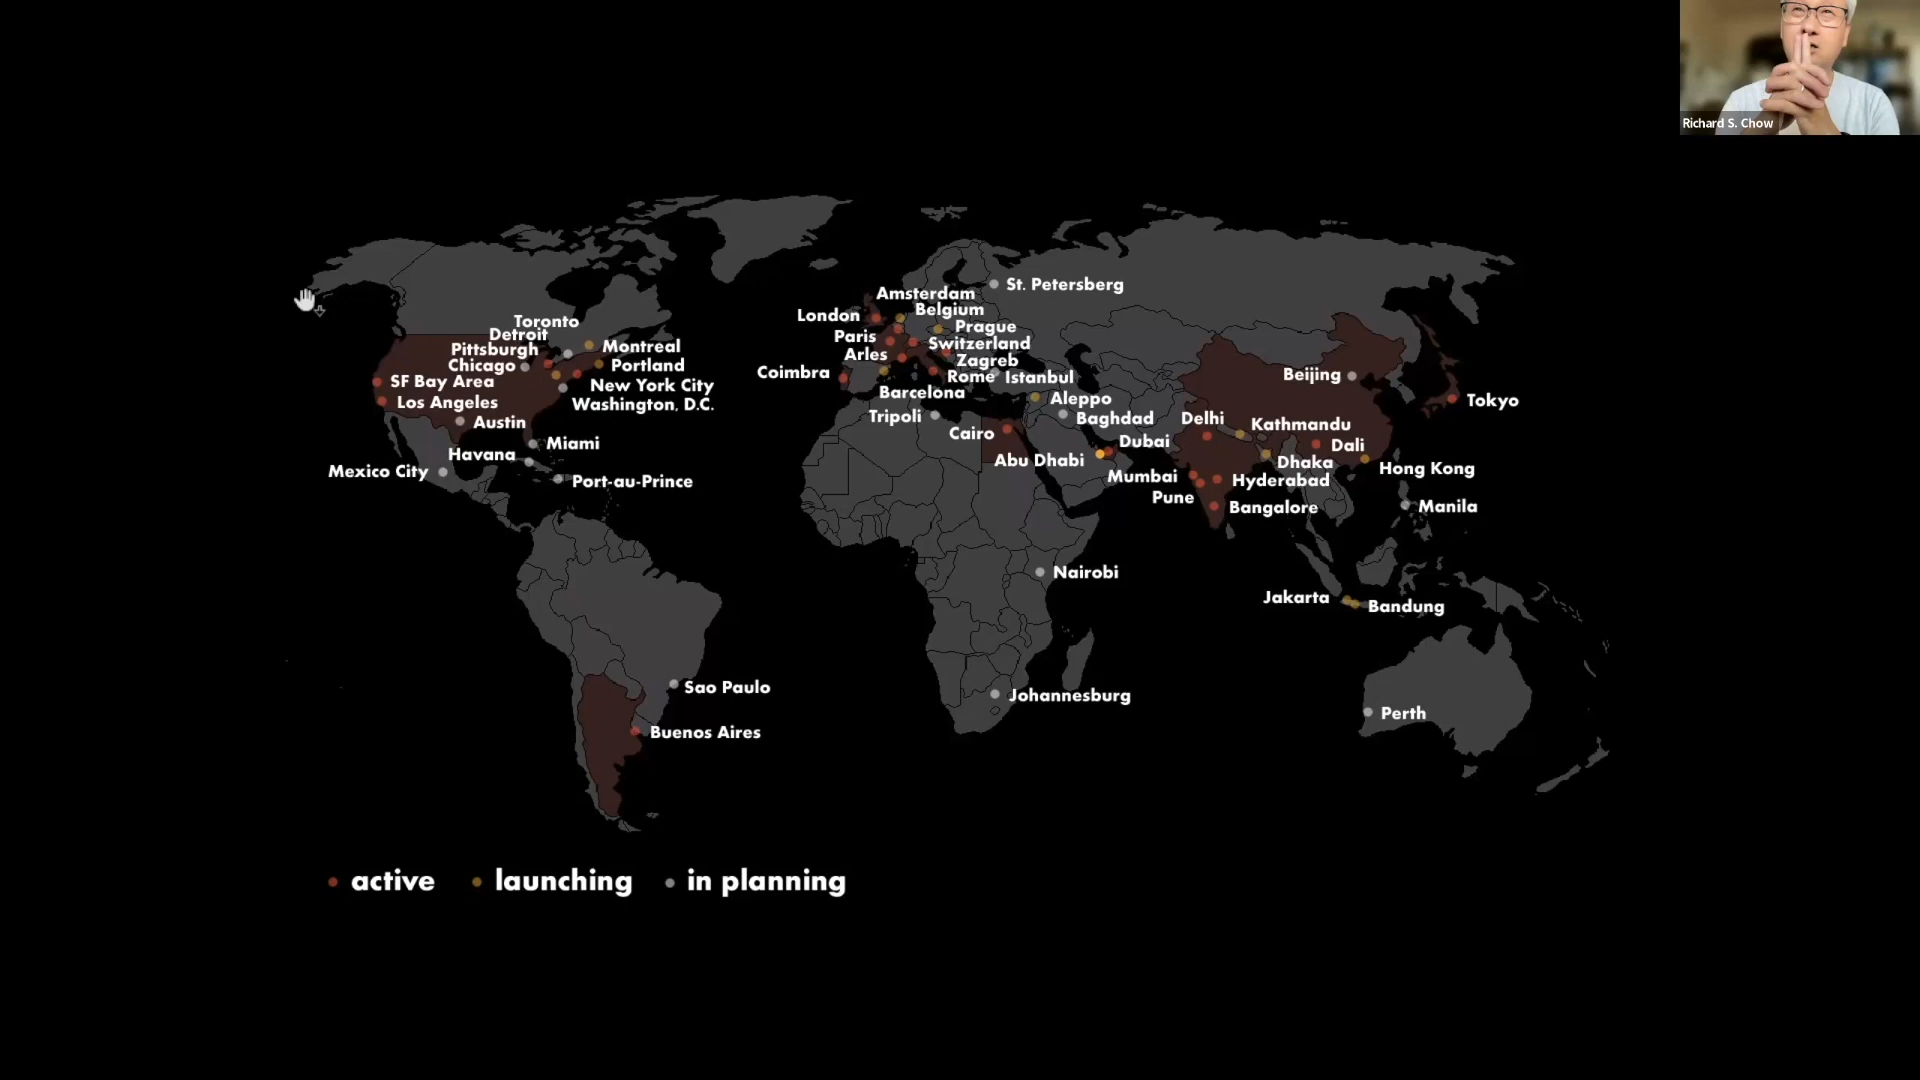 Richard S. Chow
St. Petersberg
Amsterdam
Belgium
London
Toronto
Prague
Detroit
Paris
Switzerland
Montreal
Pittsburgh
Arles
Zagreb
Chicago
Portland
Coimbra
Beijing
Rome
Istanbul
SF Bay Area
New York City
Barcelona
Aleppo
Tokyo
Los Angeles
Washington, D.C.
Tripoli
Baghdad
Delhi
Austin
Kathmandu
Cairo
Dubai
Miami
Dali
Havana
Abu Dhabi
Dhaka
Hong Kong
Mexico City
Port-au-Prince
Mumbai
Hyderabad
Pune
Bangalore
Manila
Nairobi
Jakarta
Bandung
Sao Paulo
Johannesburg
Perth
Buenos Aires
active
launching
in planning